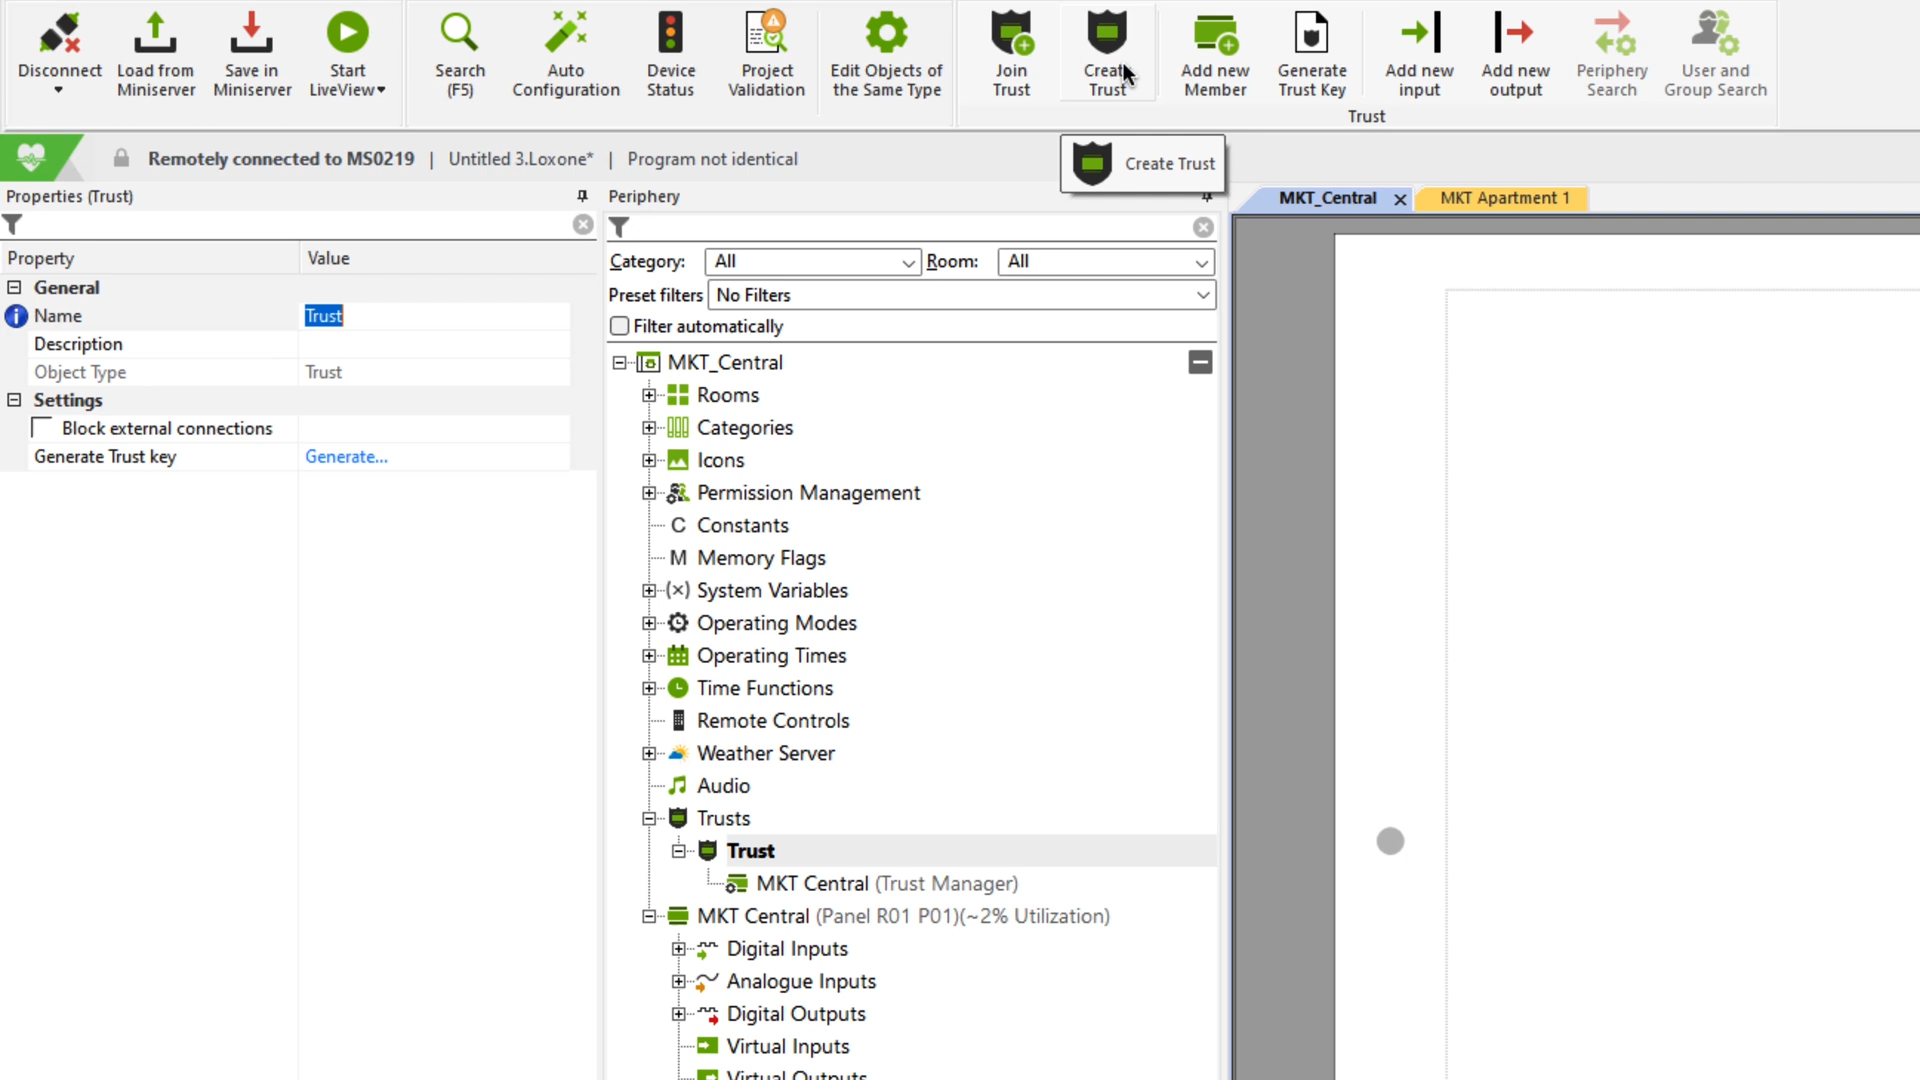 Disconnect
Load from
Miniserver
Save in
Miniserver
Start
LiveView
Search
(F5)
Auto
Configuration
Device
Status
Project
Validation
Edit Objects of
the Same Type
Join
Trust
Create
Trust
Add new
Member
Generate
Trust Key
Add new
input
Add new
output
Periphery
Search
User and
Group Search
Trust
Remotely connected to MS0219 | Untitled 3.Loxone* | Program not identical
Create Trust
Properties (Trust)
Property Value
General
Name Trust
Description
Object Type Trust
Settings
Block external connections
Generate Trust key Generate...
Periphery
Category: All Room: All
Preset filters No Filters
Filter automatically
MKT_Central
Rooms
Categories
Icons
Permission Management
C Constants
M Memory Flags
(x) System Variables
Operating Modes
Operating Times
Time Functions
Remote Controls
Weather Server
Audio
Trusts
Trust
MKT Central (Trust Manager)
MKT Central (Panel R01 P01)(~2% Utilization)
Digital Inputs
Analogue Inputs
Digital Outputs
Virtual Inputs
Virtual Outputs
MKT_Central
MKT Apartment 1